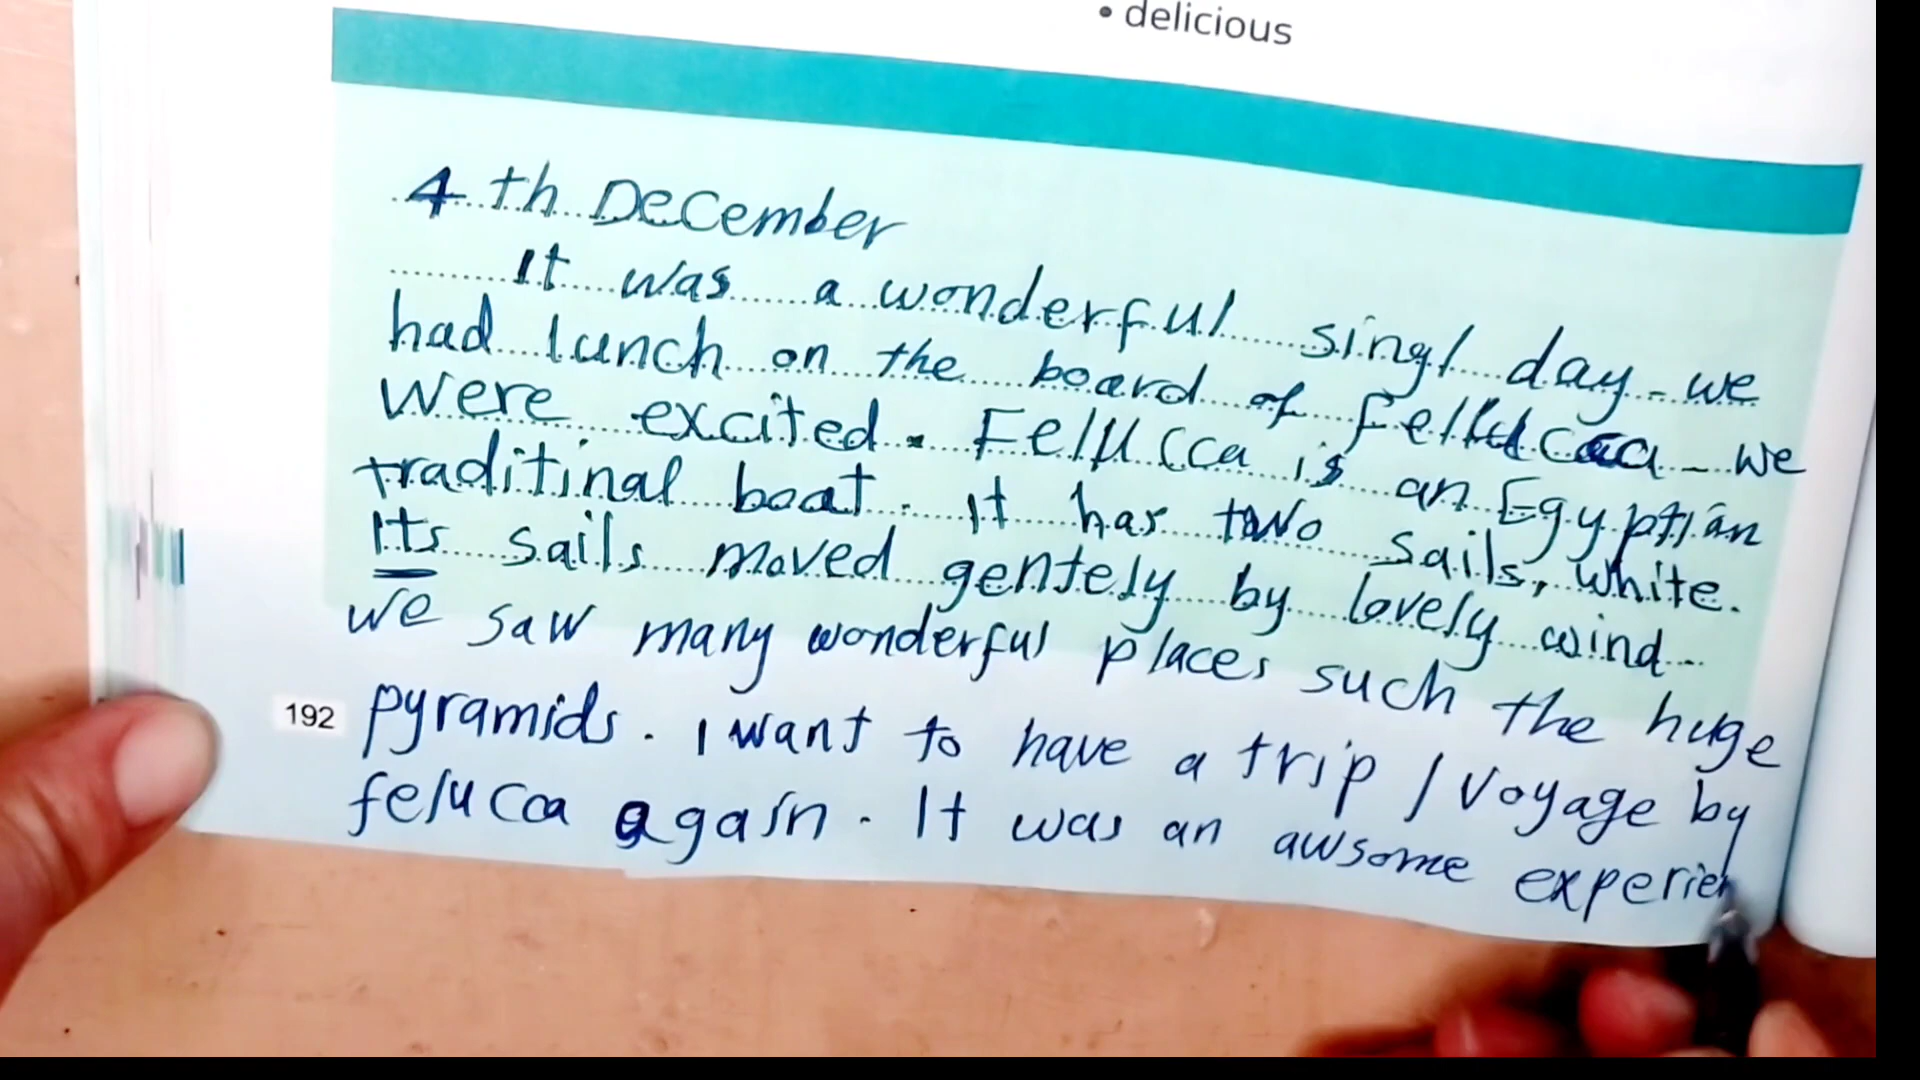 • delicious
4 th December
It was a wonderful singl day - we
had lunch on the board of Fellucca - we
were excited. Felucca is an Egyptian
traditinal boat. It has two sails, white.
Its sails moved gentely by lovely wind
we saw many wonderful places such the huge
pyramids. I want to have a trip / voyage by
felucca again. It was an awsome experien
192